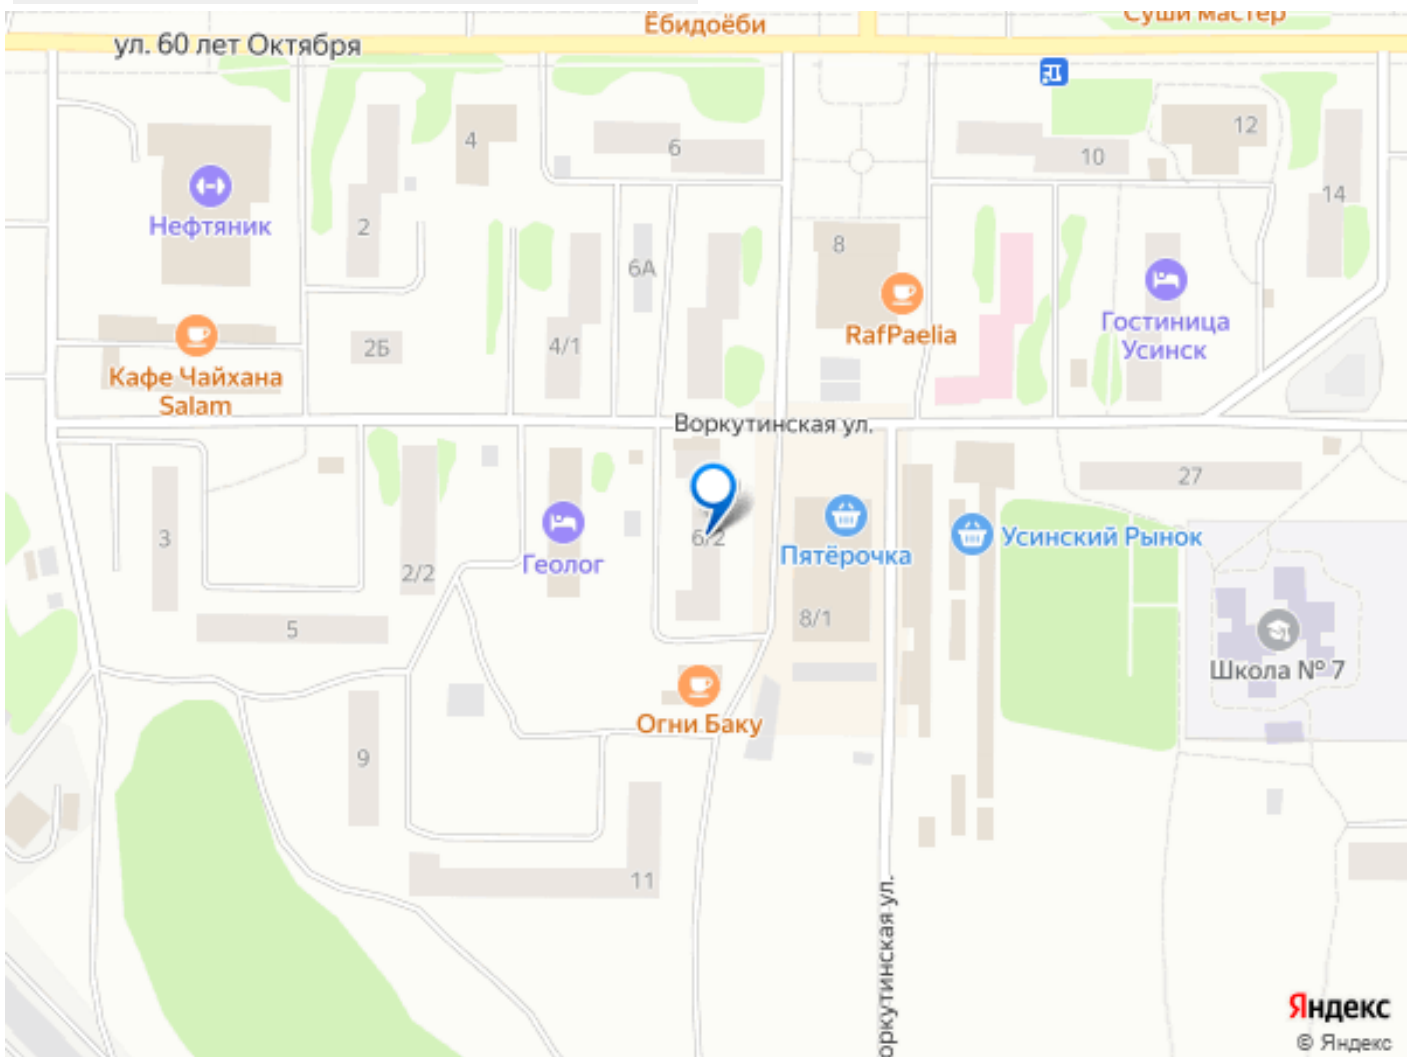 Ёбидоёби
Суши мастер
ул. 60 лет Октября
4
6
12
10
14
Нефтяник
2
8
6А
RafPaelia
Гостиница
Усинск
2Б
4/1
Кафе Чайхана
Salam
Воркутинская ул.
27
3
6/2
Пятёрочка
Усинский Рынок
Геолог
2/2
5
8/1
Школа № 7
Огни Баку
9
11
Воркутинская ул.
Яндекс
© Яндекс